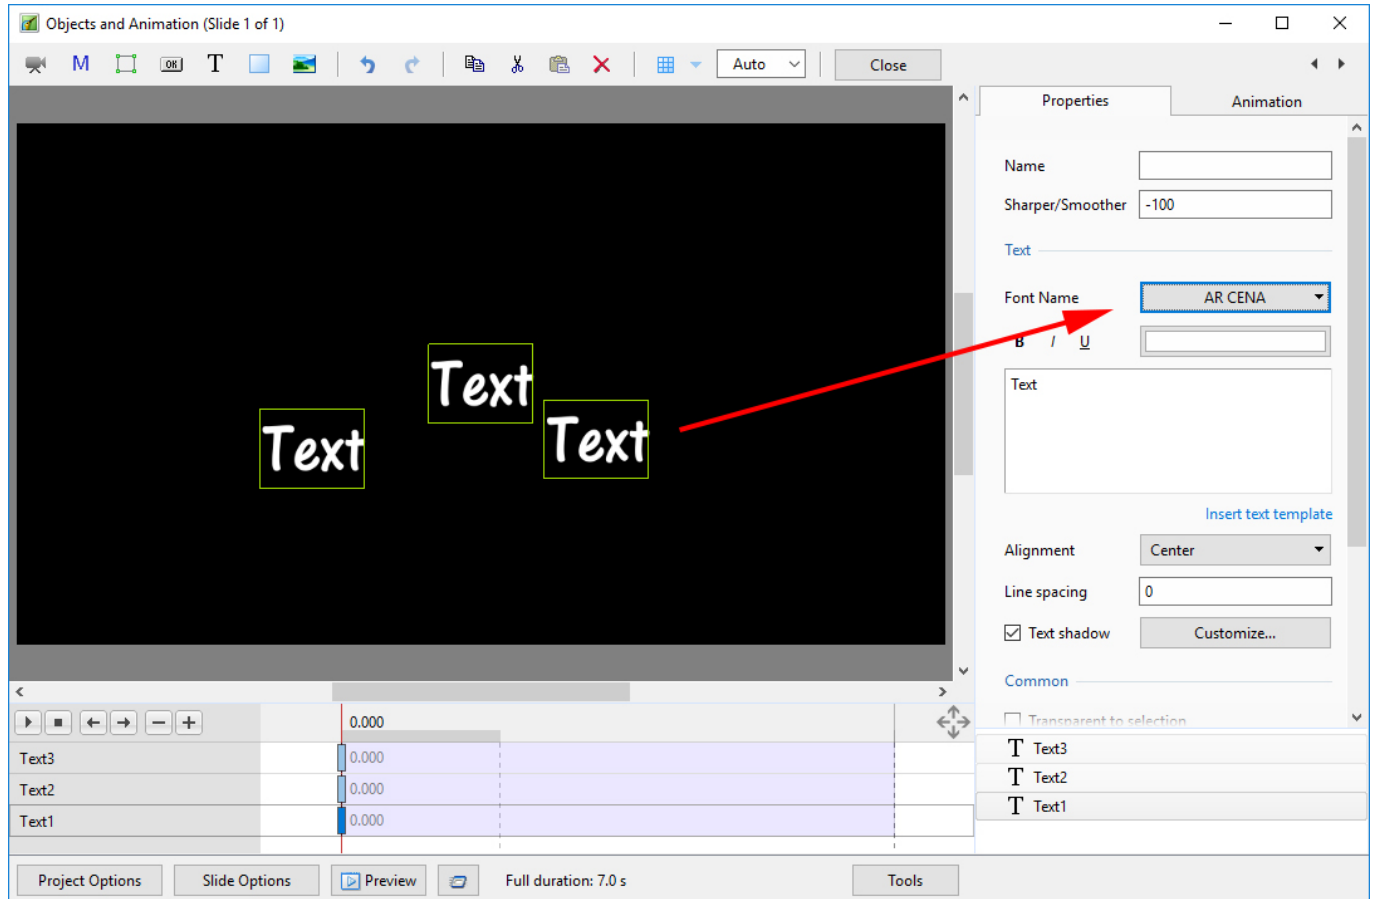 Objects and Animation (Slide 1 of 1)
M OK T Auto Close
Properties Animation
Name
Sharper/Smoother -100
Text
Font Name AR CENA
B I U
Text
Insert text template
Alignment Center
Line spacing 0
Text shadow Customize...
Common
Transparent to selection
Text
Text
Text
0.000
Text3 0.000
Text2 0.000
Text1 0.000
T Text3
T Text2
T Text1
Project Options Slide Options Preview Full duration: 7.0 s Tools